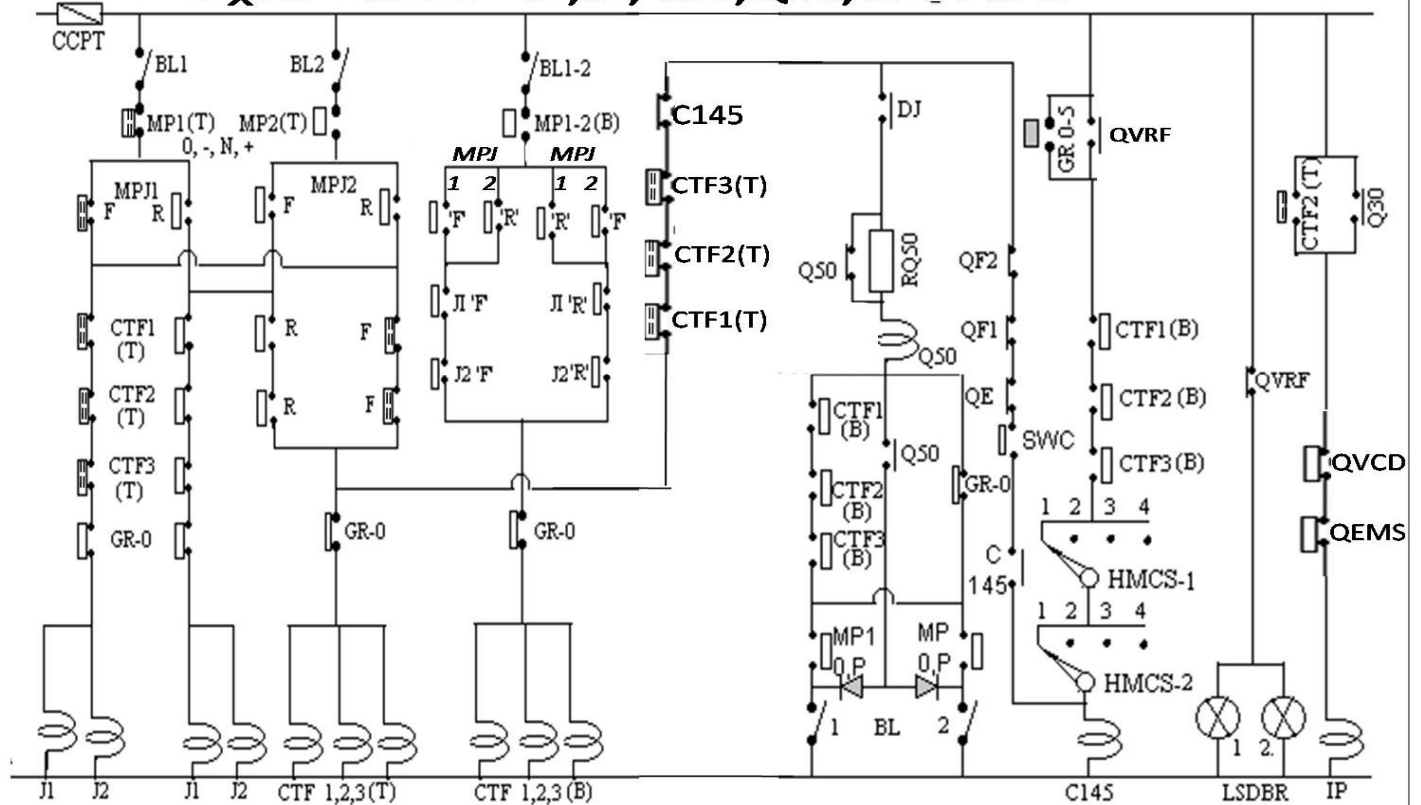 CCPT
BL1
BL2
BL1-2
MP1(T)
0, -, N, +
MP2(T)
MP1-2(B)
MPJ MPJ
1 2 1 2
MPJ1
F R
MPJ2
F R
'F' 'R' 'R' 'F'
J1 'F' J1 'R'
J2 'F' J2 'R'
CTF1
(T)
CTF2
(T)
CTF3
(T)
GR-0
R F
R F
GR-0
GR-0
C145
CTF3(T)
CTF2(T)
CTF1(T)
DJ
Q50
RQ50
Q50
Q50
CTF1
(B)
CTF2
(B)
CTF3
(B)
GR-0
MP1
0,P
MP
0,P
1 BL 2
QF2
QF1
QE
SWC
C
145
GR 0-5
QVRF
CTF1(B)
CTF2 (B)
CTF3(B)
1 2 3 4
HMCS-1
1 2 3 4
HMCS-2
QVRF
1 2.
CTF2 (T)
Q30
QVCD
QEMS
J1 J2 J1 J2 CTF 1,2,3 (T) CTF 1,2,3 (B) C145 LSDBR IP